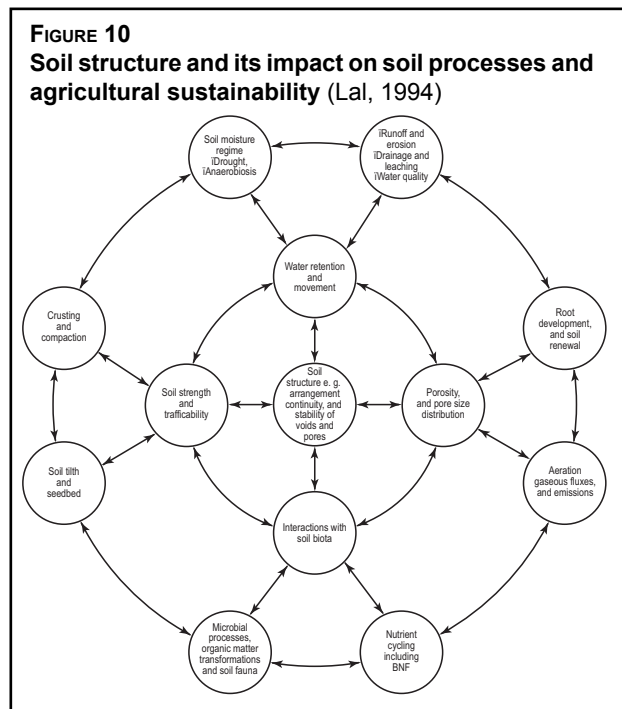 FIGURE 10
Soil structure and its impact on soil processes and
agricultural sustainability (Lal, 1994)
Soil moisture
regime
ïDrought,
ïAnaerobiosis
ïRunoff and
erosion
ïDrainage and
leaching
ïWater quality
Water retention
and
movement
Crusting
and
compaction
Root
development,
and soil
renewal
Soil strength
and
trafficability
Soil
structure e. g.
arrangement
continuity, and
stability of
voids and
pores
Porosity,
and pore size
distribution
Soil tilth
and
seedbed
Aeration
gaseous fluxes,
and emissions
Interactions with
soil biota
Microbial
processes,
organic matter
transformations
and soil fauna
Nutrient
cycling
including
BNF